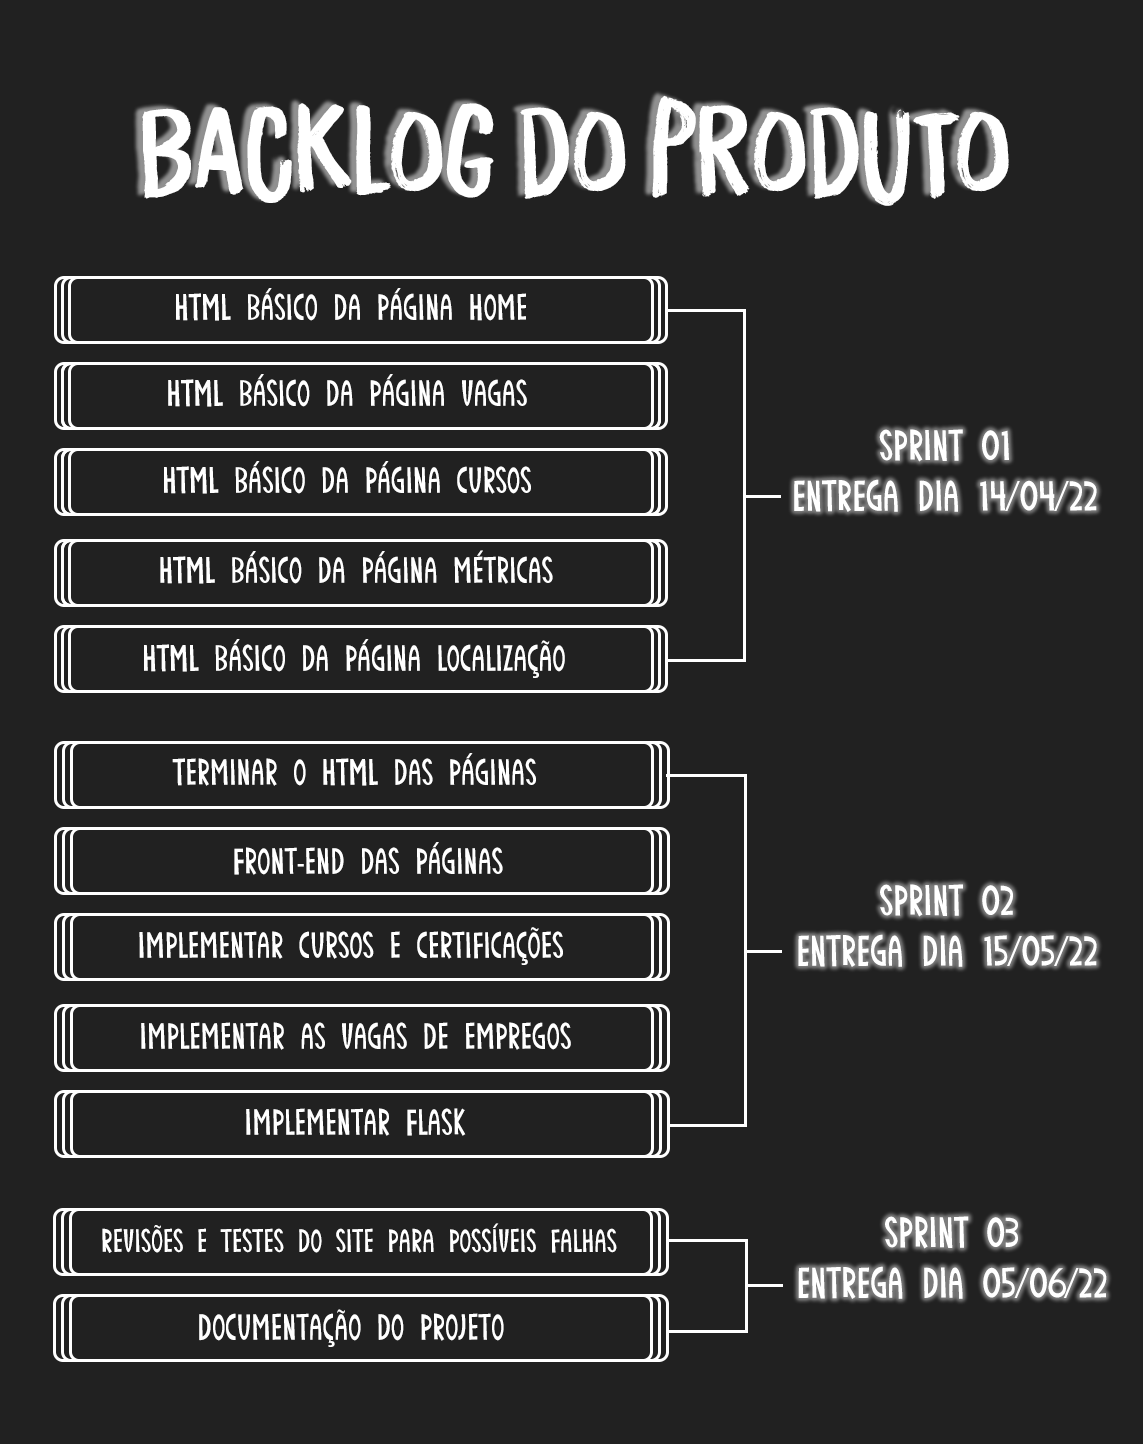 BACKLOG DO PRODUTO
HTML BÁSICO DA PÁGINA HOME
HTML BÁSICO DA PÁGINA VAGAS
HTML BÁSICO DA PÁGINA CURSOS
HTML BÁSICO DA PÁGINA MÉTRICAS
HTML BÁSICO DA PÁGINA LOCALIZAÇÃO
SPRINT 01
ENTREGA DIA 14/04/22
TERMINAR O HTML DAS PÁGINAS
FRONT-END DAS PÁGINAS
IMPLEMENTAR CURSOS E CERTIFICAÇÕES
IMPLEMENTAR AS VAGAS DE EMPREGOS
IMPLEMENTAR FLASK
SPRINT 02
ENTREGA DIA 15/05/22
REVISÕES E TESTES DO SITE PARA POSSÍVEIS FALHAS
DOCUMENTAÇÃO DO PROJETO
SPRINT 03
ENTREGA DIA 05/06/22